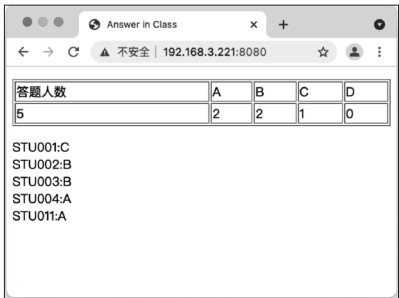 Answer in Class
不安全 192.168.3.221:8080
答题人数 A B C D
5 2 2 1 0
STU001:C
STU002:B
STU003:B
STU004:A
STU011:A